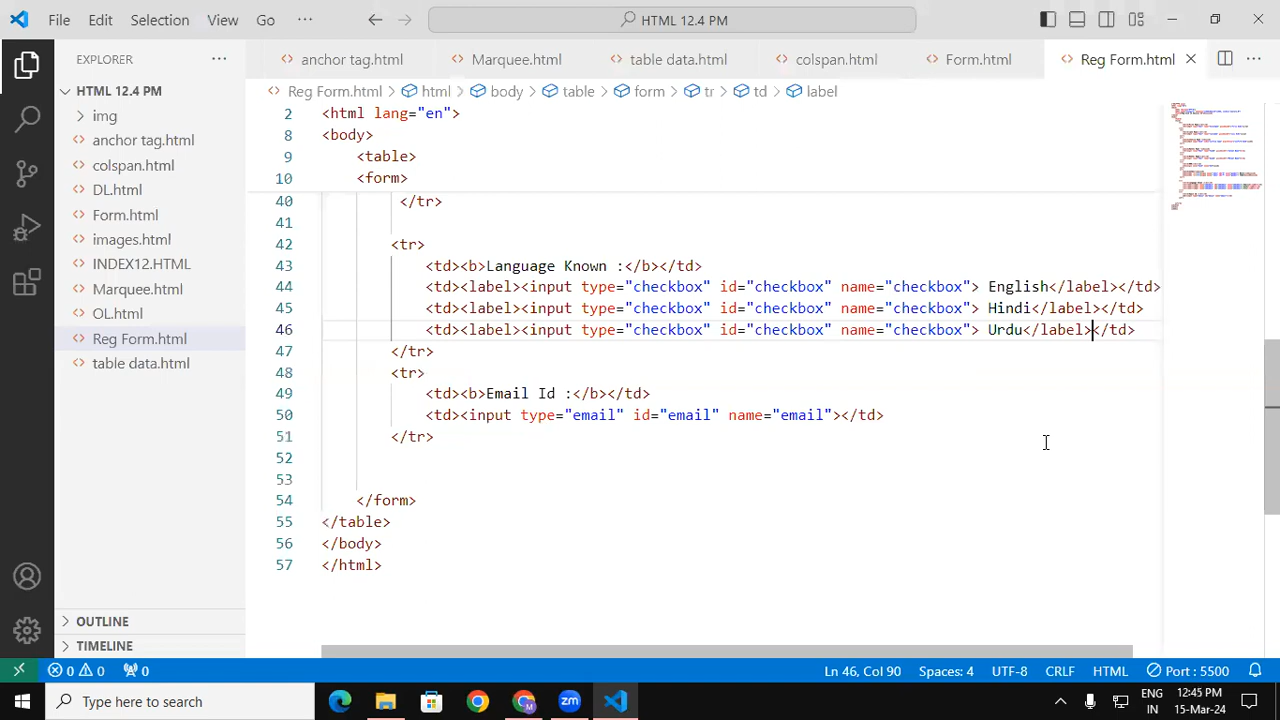 File Edit Selection View Go HTML 12.4 PM
EXPLORER
HTML 12.4 PM
img
anchor tag.html
colspan.html
DL.html
Form.html
images.html
INDEX12.HTML
Marquee.html
OL.html
Reg Form.html
table data.html
OUTLINE
TIMELINE
anchor tag.html Marquee.html table data.html colspan.html Form.html Reg Form.html
Reg Form.html html body table form tr td label
2 <html lang="en">
8 <body>
9 <table>
10 <form>
40 </tr>
41
42 <tr>
43 <td><b>Language Known :</b></td>
44 <td><label><input type="checkbox" id="checkbox" name="checkbox"> English</label></td>
45 <td><label><input type="checkbox" id="checkbox" name="checkbox"> Hindi</label></td>
46 <td><label><input type="checkbox" id="checkbox" name="checkbox"> Urdu</label></td>
47 </tr>
48 <tr>
49 <td><b>Email Id :</b></td>
50 <td><input type="email" id="email" name="email"></td>
51 </tr>
52
53
54 </form>
55 </table>
56 </body>
57 </html>
0 0 0 Ln 46, Col 90 Spaces: 4 UTF-8 CRLF HTML Port : 5500
Type here to search
ENG
IN
12:45 PM
15-Mar-24